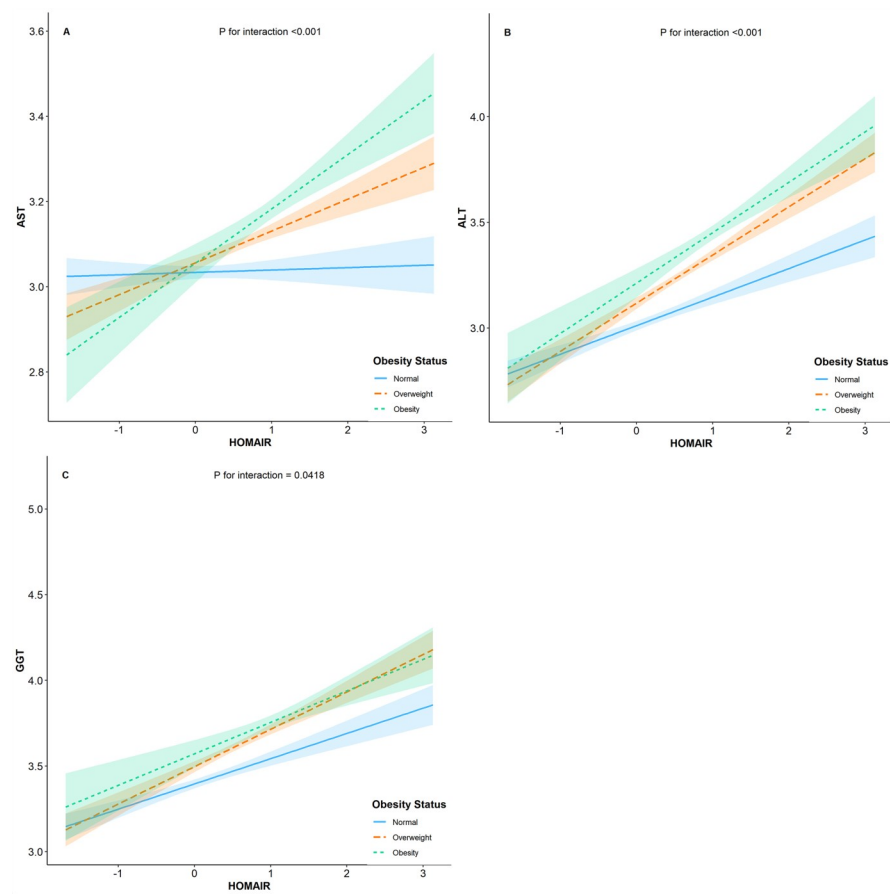 A
P for interaction <0.001
3.6
3.4
3.2
3.0
2.8
AST
-1 0 1 2 3
HOMAIR
Obesity Status
Normal
Overweight
Obesity
B
P for interaction <0.001
4.0
3.5
3.0
ALT
-1 0 1 2 3
HOMAIR
Obesity Status
Normal
Overweight
Obesity
C
P for interaction = 0.0418
5.0
4.5
4.0
3.5
3.0
GGT
-1 0 1 2 3
HOMAIR
Obesity Status
Normal
Overweight
Obesity